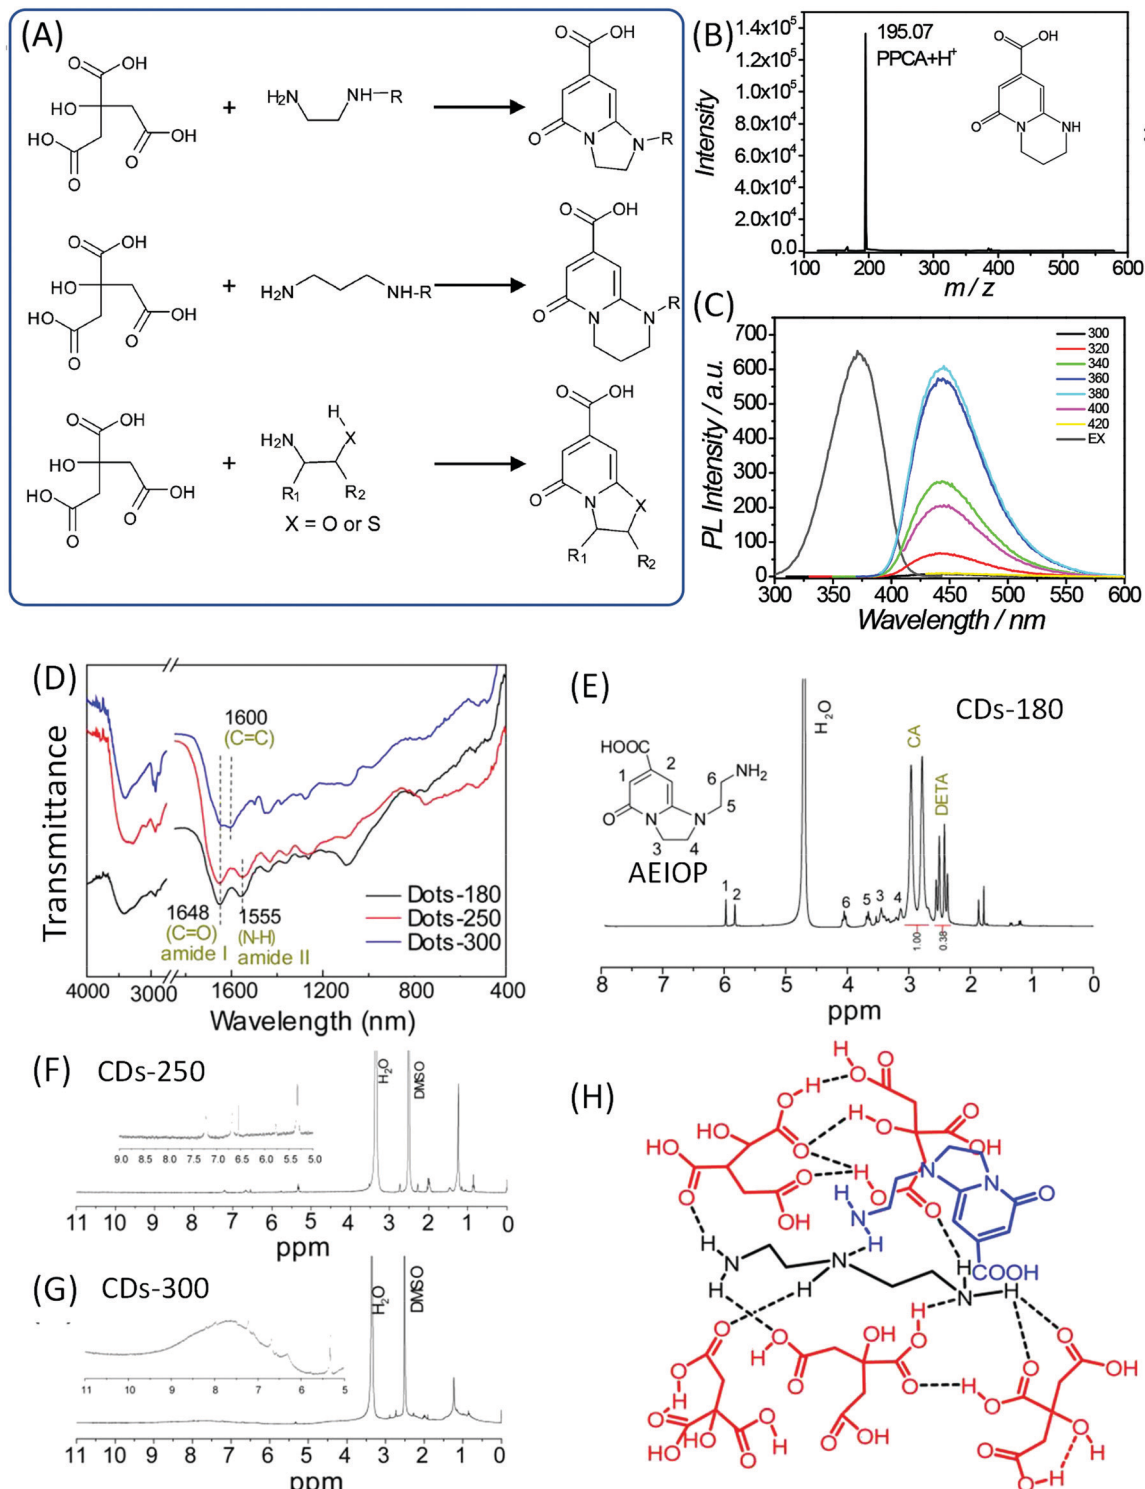 (A)
O
OH
HO
HO
O
O
OH
+
H2N
NH
R
O
OH
O
N
N
R
O
OH
HO
HO
O
O
OH
+
H2N
NH-R
O
OH
O
N
N
R
O
OH
HO
HO
O
O
OH
+
H2N
H
X
R1
R2
X = O or S
O
OH
O
N
X
R1
R2
(B)
195.07
PPCA+H+
O
OH
O
N
NH
Intensity
1.4x10^5
1.2x10^5
1.0x10^5
8.0x10^4
6.0x10^4
4.0x10^4
2.0x10^4
0.0
100 200 300 400 500 600
m / z
(C)
PL Intensity / a.u.
700
600
500
400
300
200
100
0
300
320
340
360
380
400
420
EX
300 350 400 450 500 550 600
Wavelength / nm
(D)
Transmittance
1600
(C=C)
1648
(C=O)
amide I
1555
(N-H)
amide II
Dots-180
Dots-250
Dots-300
4000 3000 1600 1200 800 400
Wavelength (nm)
(E)
CDs-180
H2O
CA
DETA
HOOC
2
1
O
N
N
3
4
5
6
NH2
AEIOP
1 2
6 5 3 4
1.00
0.38
8 7 6 5 4 3 2 1 0
ppm
(F)
CDs-250
H2O
DMSO
9.0 8.5 8.0 7.5 7.0 6.5 6.0 5.5 5.0
11 10 9 8 7 6 5 4 3 2 1 0
ppm
(G)
CDs-300
H2O
DMSO
11 10 9 8 7 6 5
11 10 9 8 7 6 5 4 3 2 1 0
ppm
(H)
H
O
O
H
O
O
H
O
O
OH
HO
O
HO
O
O
H
O
O
O
OH
H
N
H
N
N
O
COOH
H
N
H
N
H
H
N
H
O
H
O
O
OH
H
O
O
O
OH
O
H
O
O
HO
HO
O
O
H
H
O
O
O
OH
O
H
O
O
H